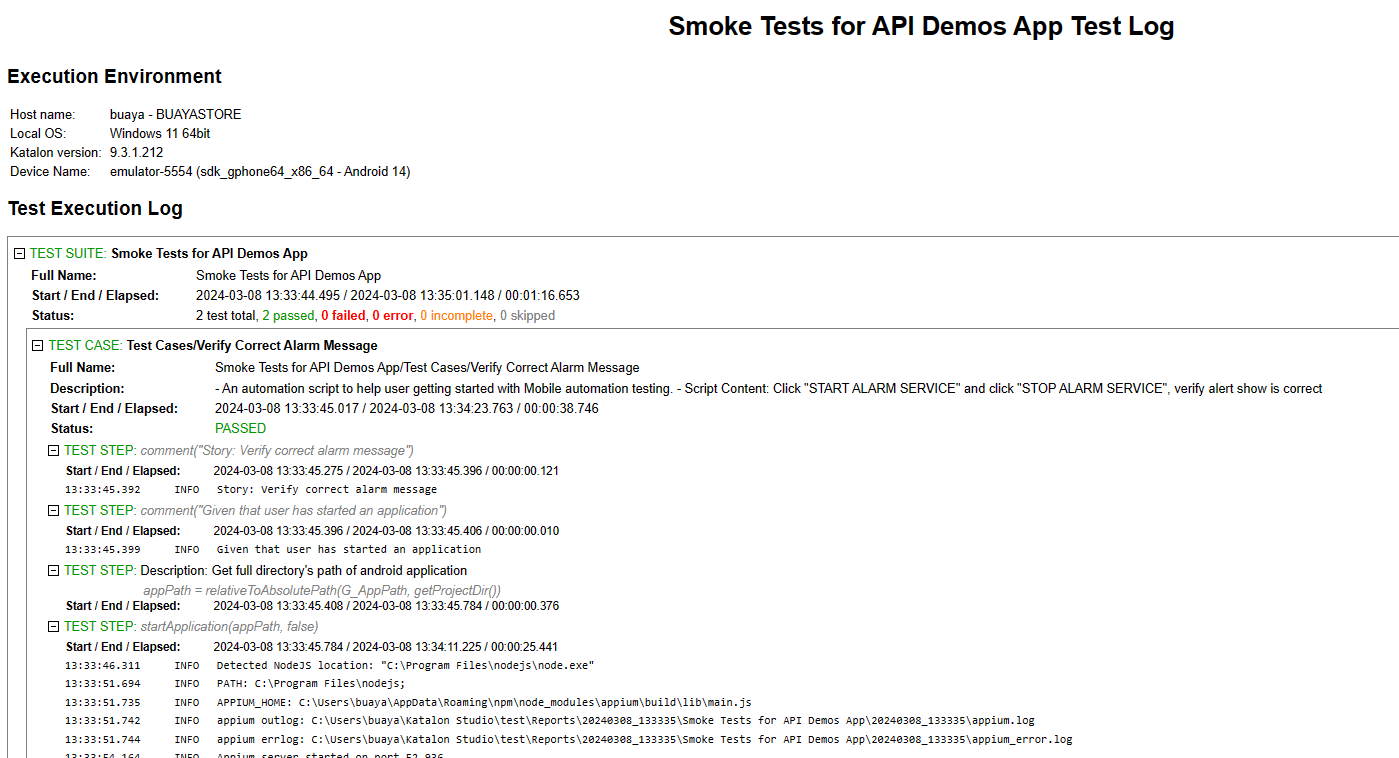 Smoke Tests for API Demos App Test Log
Execution Environment
Host name: buaya - BUAYASTORE
Local OS: Windows 11 64bit
Katalon version: 9.3.1.212
Device Name: emulator-5554 (sdk_gphone64_x86_64 - Android 14)
Test Execution Log
TEST SUITE: Smoke Tests for API Demos App
Full Name: Smoke Tests for API Demos App
Start / End / Elapsed: 2024-03-08 13:33:44.495 / 2024-03-08 13:35:01.148 / 00:01:16.653
Status: 2 test total, 2 passed, 0 failed, 0 error, 0 incomplete, 0 skipped
TEST CASE: Test Cases/Verify Correct Alarm Message
Full Name: Smoke Tests for API Demos App/Test Cases/Verify Correct Alarm Message
Description: - An automation script to help user getting started with Mobile automation testing. - Script Content: Click "START ALARM SERVICE" and click "STOP ALARM SERVICE", verify alert show is correct
Start / End / Elapsed: 2024-03-08 13:33:45.017 / 2024-03-08 13:34:23.763 / 00:00:38.746
Status: PASSED
TEST STEP: comment("Story: Verify correct alarm message")
Start / End / Elapsed: 2024-03-08 13:33:45.275 / 2024-03-08 13:33:45.396 / 00:00:00.121
13:33:45.392 INFO Story: Verify correct alarm message
TEST STEP: comment("Given that user has started an application")
Start / End / Elapsed: 2024-03-08 13:33:45.396 / 2024-03-08 13:33:45.406 / 00:00:00.010
13:33:45.399 INFO Given that user has started an application
TEST STEP: Description: Get full directory's path of android application
appPath = relativeToAbsolutePath(G_AppPath, getProjectDir())
Start / End / Elapsed: 2024-03-08 13:33:45.408 / 2024-03-08 13:33:45.784 / 00:00:00.376
TEST STEP: startApplication(appPath, false)
Start / End / Elapsed: 2024-03-08 13:33:45.784 / 2024-03-08 13:34:11.225 / 00:00:25.441
13:33:46.311 INFO Detected NodeJS location: "C:\Program Files\nodejs\node.exe"
13:33:51.694 INFO PATH: C:\Program Files\nodejs;
13:33:51.735 INFO APPIUM_HOME: C:\Users\buaya\AppData\Roaming\npm\node_modules\appium\build\lib\main.js
13:33:51.742 INFO appium outlog: C:\Users\buaya\Katalon Studio\test\Reports\20240308_133335\Smoke Tests for API Demos App\20240308_133335\appium.log
13:33:51.744 INFO appium errlog: C:\Users\buaya\Katalon Studio\test\Reports\20240308_133335\Smoke Tests for API Demos App\20240308_133335\appium_error.log
13:33:54.164 INFO Appium server started on port 52,936